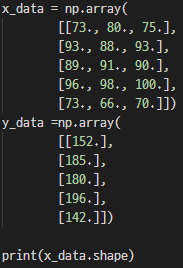 x_data = np.array(
[[73., 80., 75.],
[93., 88., 93.],
[89., 91., 90.],
[96., 98., 100.],
[73., 66., 70.]])
y_data =np.array(
[[152.],
[185.],
[180.],
[196.],
[142.]])
print(x_data.shape)